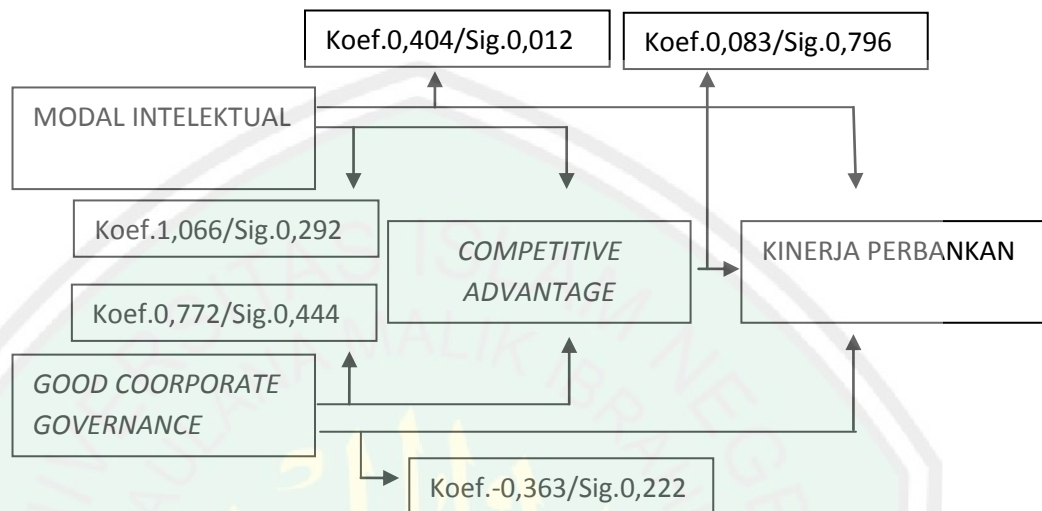 Koef.0,404/Sig.0,012
Koef.0,083/Sig.0,796
MODAL INTELEKTUAL
Koef.1,066/Sig.0,292
COMPETITIVE
ADVANTAGE
KINERJA PERBANKAN
Koef.0,772/Sig.0,444
GOOD COORPORATE
GOVERNANCE
Koef.-0,363/Sig.0,222